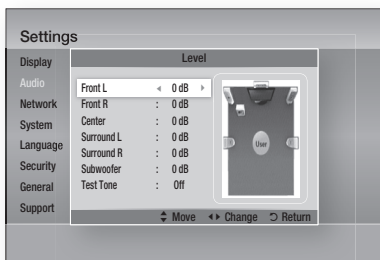 Settings
Display
Audio
Network
System
Language
Security
General
Support
Level
Front L ◀ 0 dB ▶
Front R : 0 dB
Center : 0 dB
Surround L : 0 dB
Surround R : 0 dB
Subwoofer : 0 dB
Test Tone : Off
User
Move Change Return